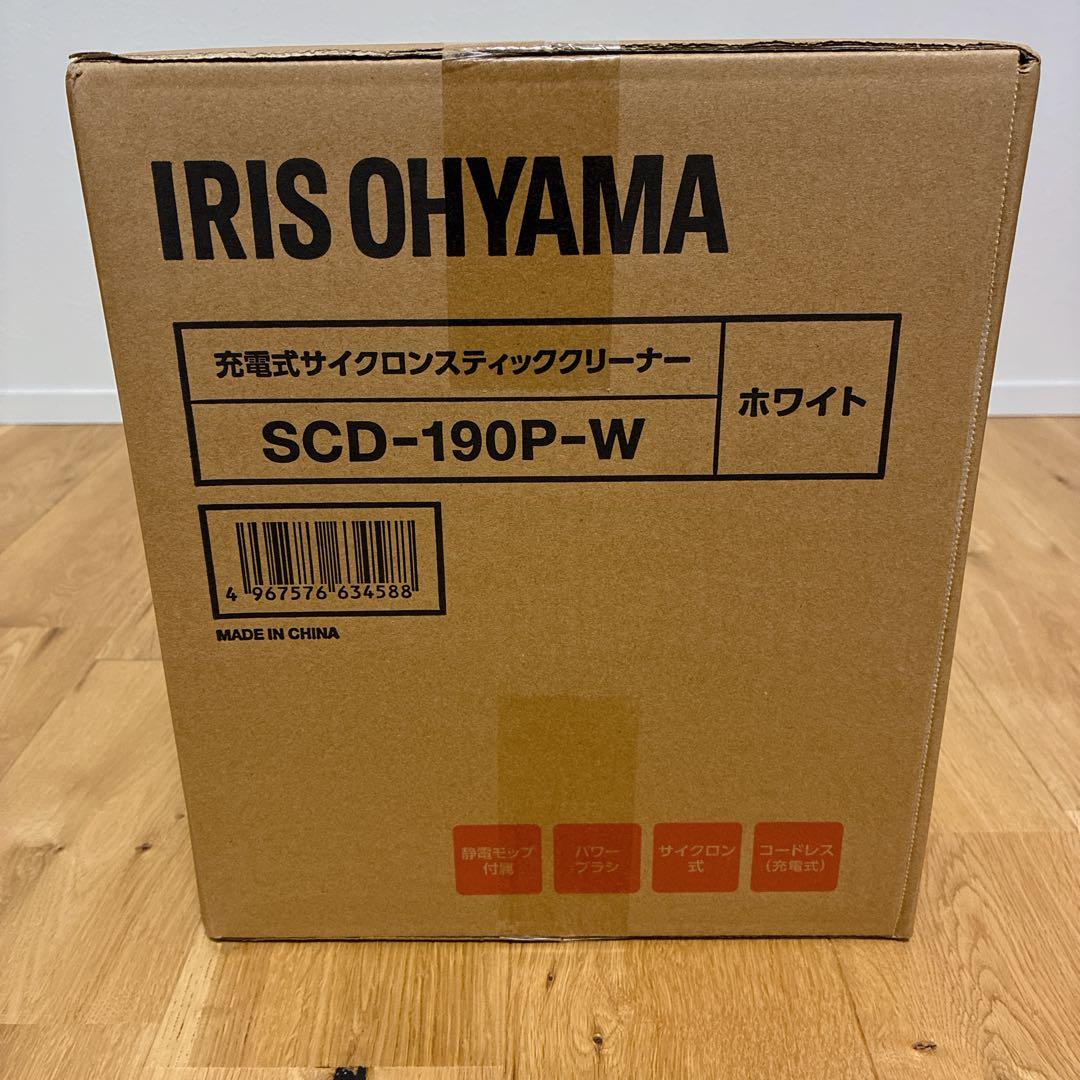 IRIS OHYAMA
充電式サイクロンスティッククリーナー
SCD-190P-W
ホワイト
4 967576 634588
MADE IN CHINA
静電モップ
付属
パワー
ブラシ
サイクロン
式
コードレス
(充電式)